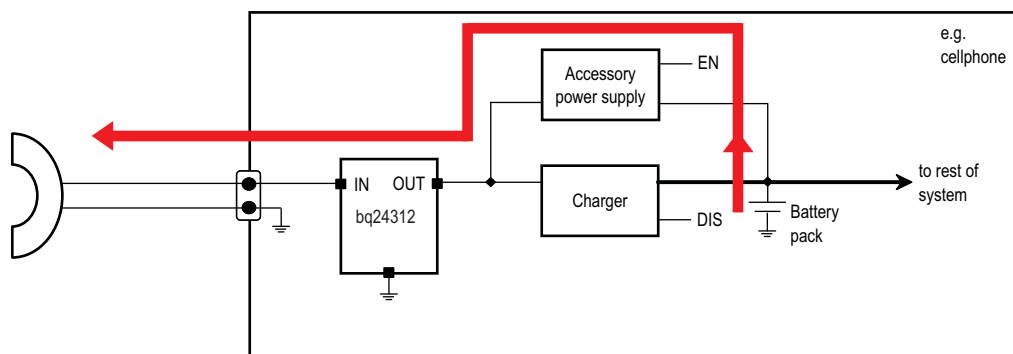 e.g.
cellphone
EN
Accessory
power supply
IN
OUT
bq24312
Charger
DIS
to rest of
system
Battery
pack